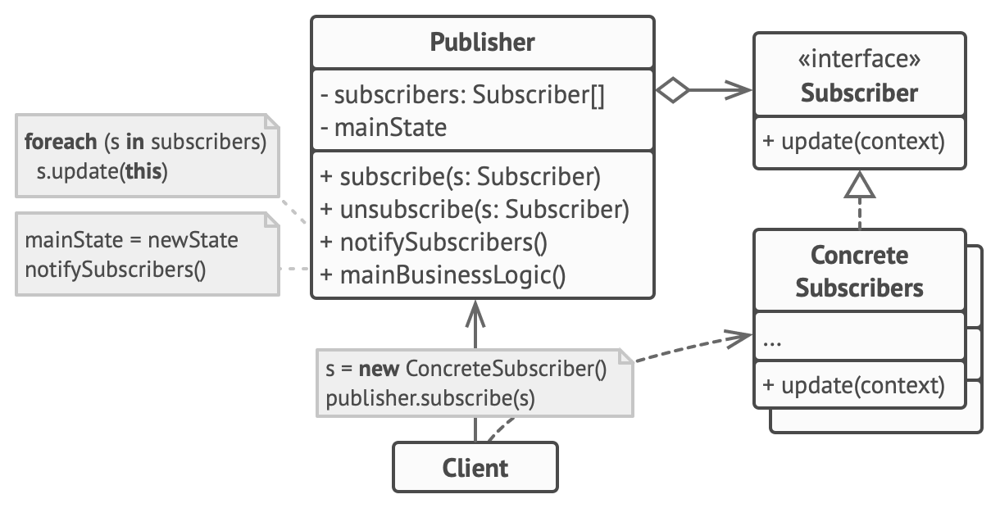 Publisher
- subscribers: Subscriber[]
- mainState
+ subscribe(s: Subscriber)
+ unsubscribe(s: Subscriber)
+ notifySubscribers()
+ mainBusinessLogic()
foreach (s in subscribers)
s.update(this)
mainState = newState
notifySubscribers()
«interface»
Subscriber
+ update(context)
Concrete
Subscribers
...
+ update(context)
s = new ConcreteSubscriber()
publisher.subscribe(s)
Client